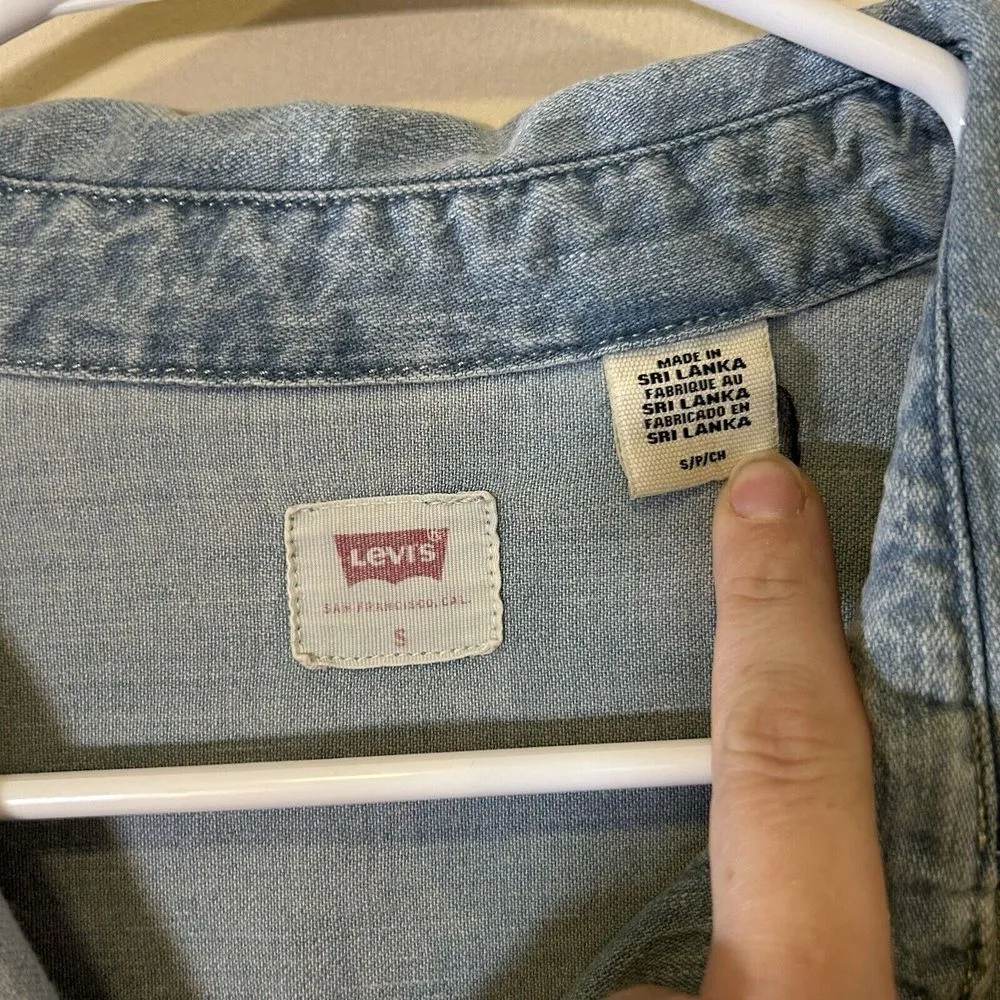 MADE IN
SRI LANKA
FABRIQUE AU
SRI LANKA
FABRICADO EN
SRI LANKA
S/P/CH
Levi's
SAN FRANCISCO, CAL.
S